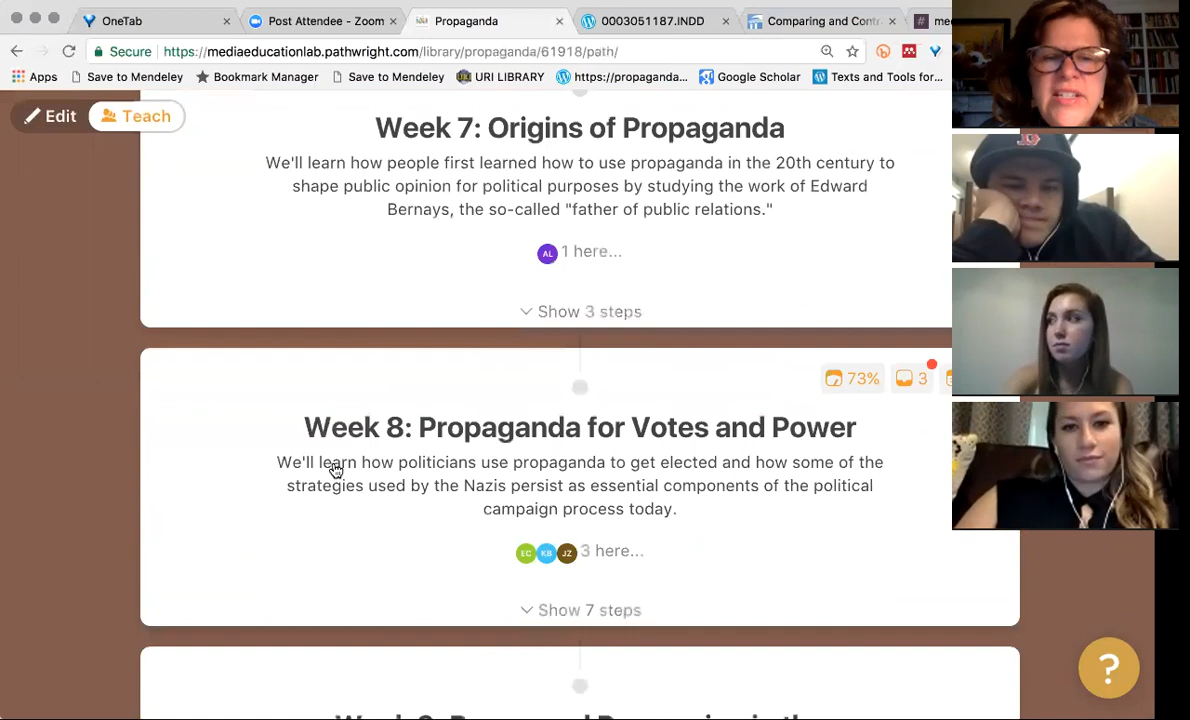 OneTab
Post Attendee - Zoom
Propaganda
0003051187.INDD
Comparing and Cont
Secure https://mediaeducationlab.pathwright.com/library/propaganda/61918/path/
Apps
Save to Mendeley
Bookmark Manager
Save to Mendeley
URI LIBRARY
https://propaganda...
Google Scholar
Texts and Tools for...
Edit
Teach
Week 7: Origins of Propaganda
We'll learn how people first learned how to use propaganda in the 20th century to
shape public opinion for political purposes by studying the work of Edward
Bernays, the so-called "father of public relations."
AL 1 here...
Show 3 steps
73% 3
Week 8: Propaganda for Votes and Power
We'll learn how politicians use propaganda to get elected and how some of the
strategies used by the Nazis persist as essential components of the political
campaign process today.
EC KB JZ 3 here...
Show 7 steps
?